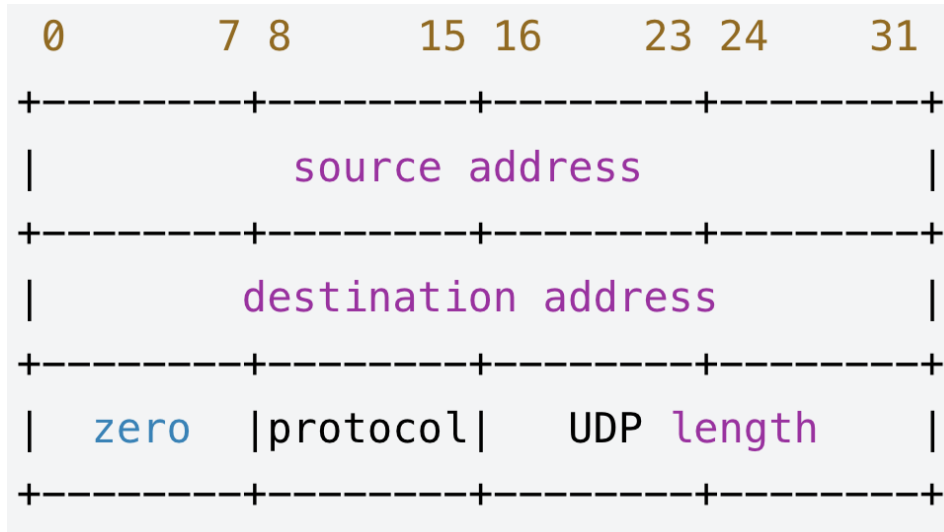 0      7 8     15 16    23 24    31
+--------+--------+--------+--------+
|          source address           |
+--------+--------+--------+--------+
|        destination address        |
+--------+--------+--------+--------+
|  zero  |protocol|   UDP length    |
+--------+--------+--------+--------+